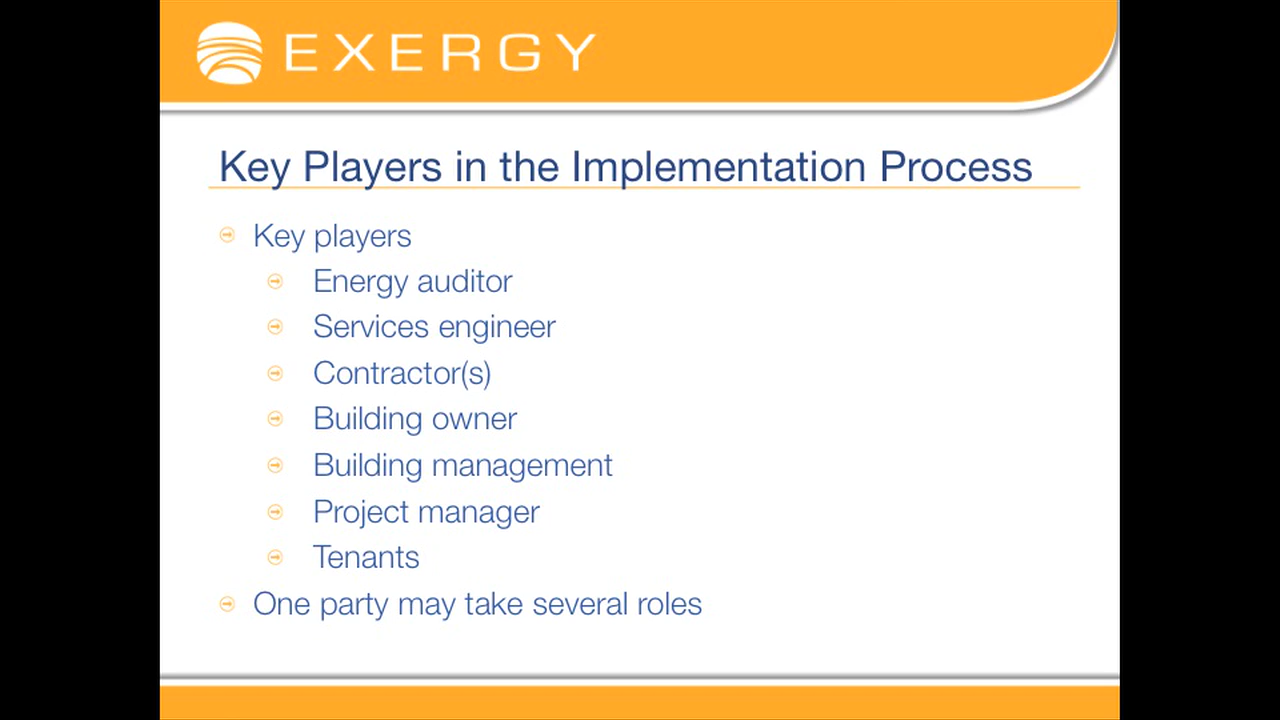 EXERGY
Key Players in the Implementation Process
Key players
Energy auditor
Services engineer
Contractor(s)
Building owner
Building management
Project manager
Tenants
One party may take several roles